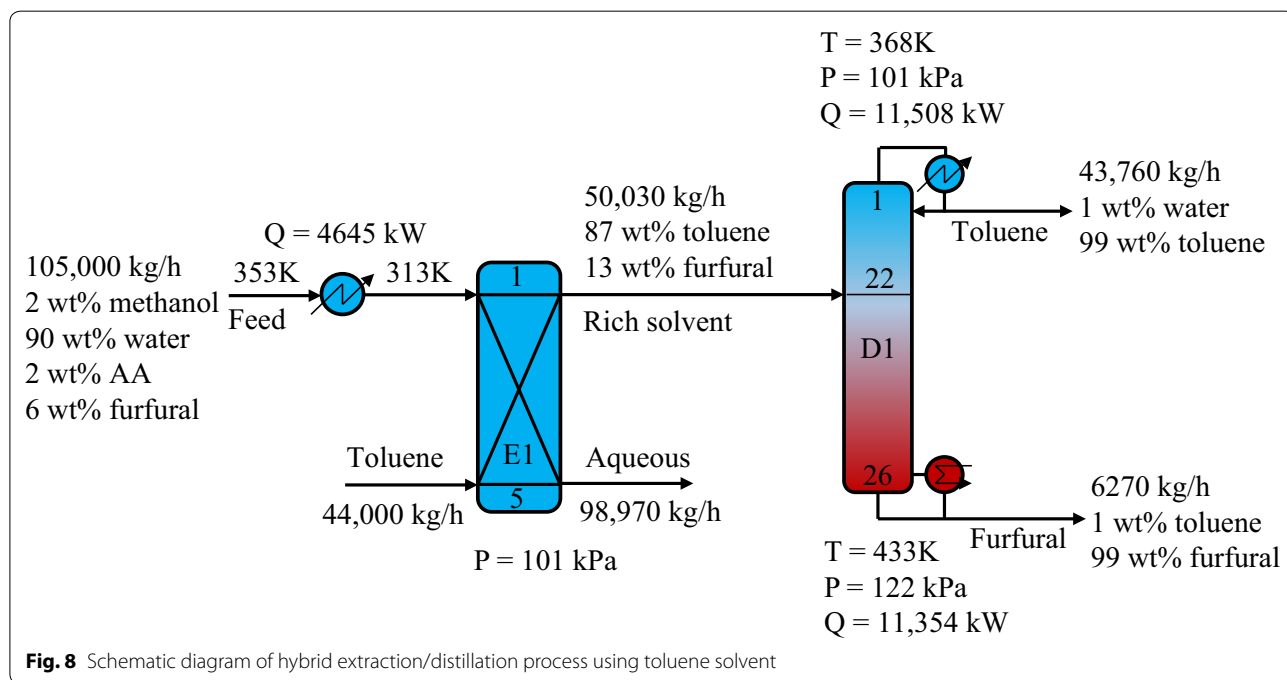 T = 368K
P = 101 kPa
Q = 11,508 kW
43,760 kg/h
1 wt% water
99 wt% toluene
1
Toluene
50,030 kg/h
87 wt% toluene
13 wt% furfural
Q = 4645 kW
105,000 kg/h
2 wt% methanol
90 wt% water
2 wt% AA
6 wt% furfural
353K
313K
Feed
1
Rich solvent
22
D1
Toluene
44,000 kg/h
E1
5
Aqueous
98,970 kg/h
P = 101 kPa
26
6270 kg/h
1 wt% toluene
99 wt% furfural
Furfural
T = 433K
P = 122 kPa
Q = 11,354 kW
Fig. 8 Schematic diagram of hybrid extraction/distillation process using toluene solvent